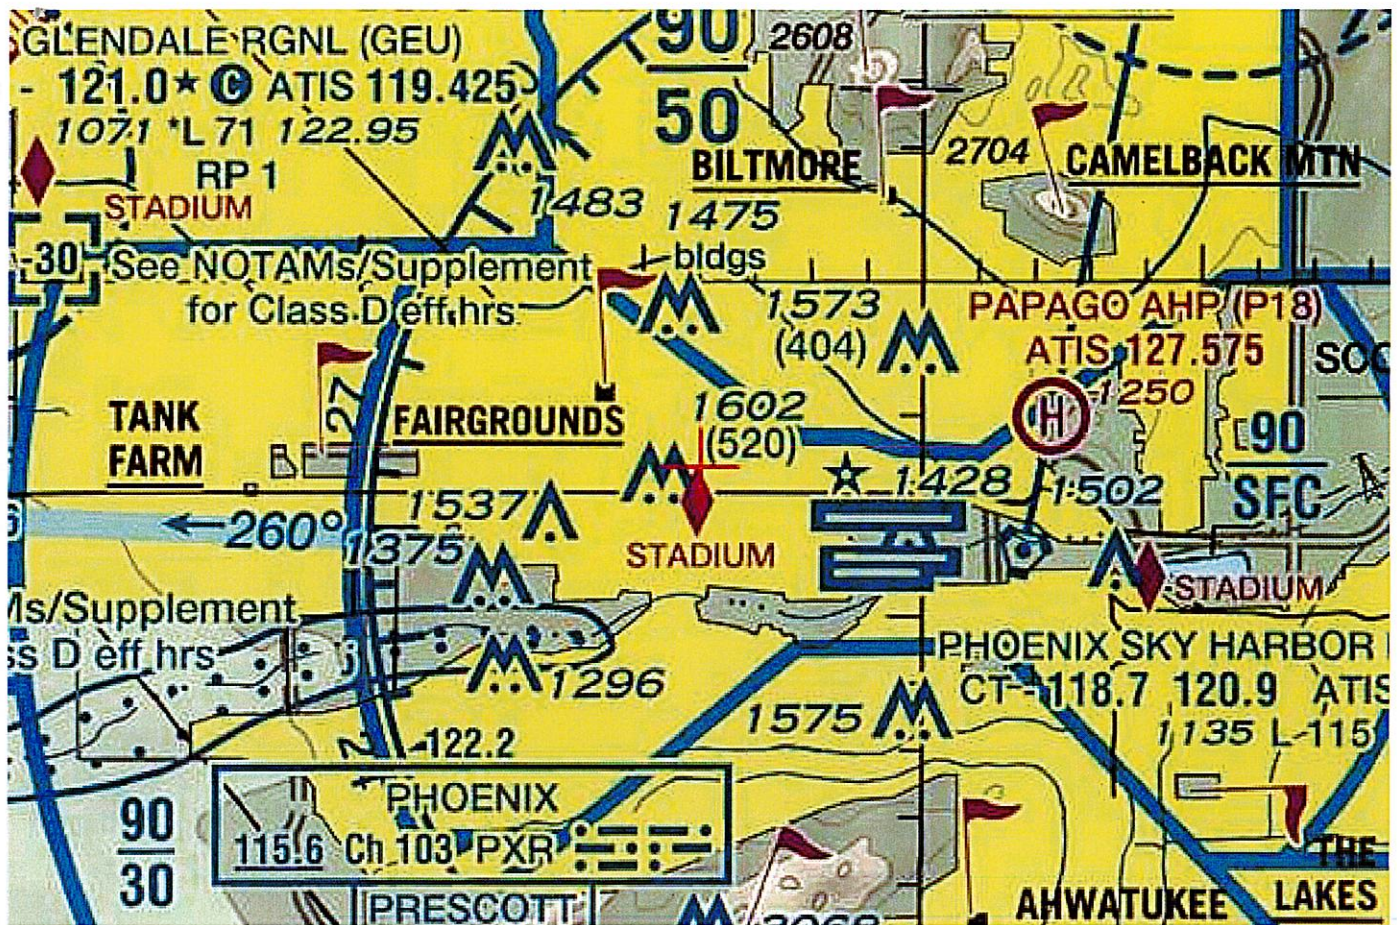 GLENDALE RGNL (GEU)
- 121.0★ C ATIS 119.425
1071 *L 71 122.95
RP 1
STADIUM
-30
See NOTAMs/Supplement
for Class D eff hrs
90
50
2608
BILTMORE
2704
CAMELBACK MTN
1483
1475
bldgs
1573
(404)
PAPAGO AHP (P18)
ATIS 127.575
1250
H
TANK
FARM
27
FAIRGROUNDS
1602
(520)
90
SFC
1428
1502
1537
260°
1375
STADIUM
STADIUM
Ms/Supplement
ss D eff hrs
1296
PHOENIX SKY HARBOR
CT - 118.7 120.9 ATIS
1135 L 115
1575
122.2
PHOENIX
115.6 Ch 103 PXR
PRESCOTT
90
30
3068
AHWATUKEE
THE
LAKES